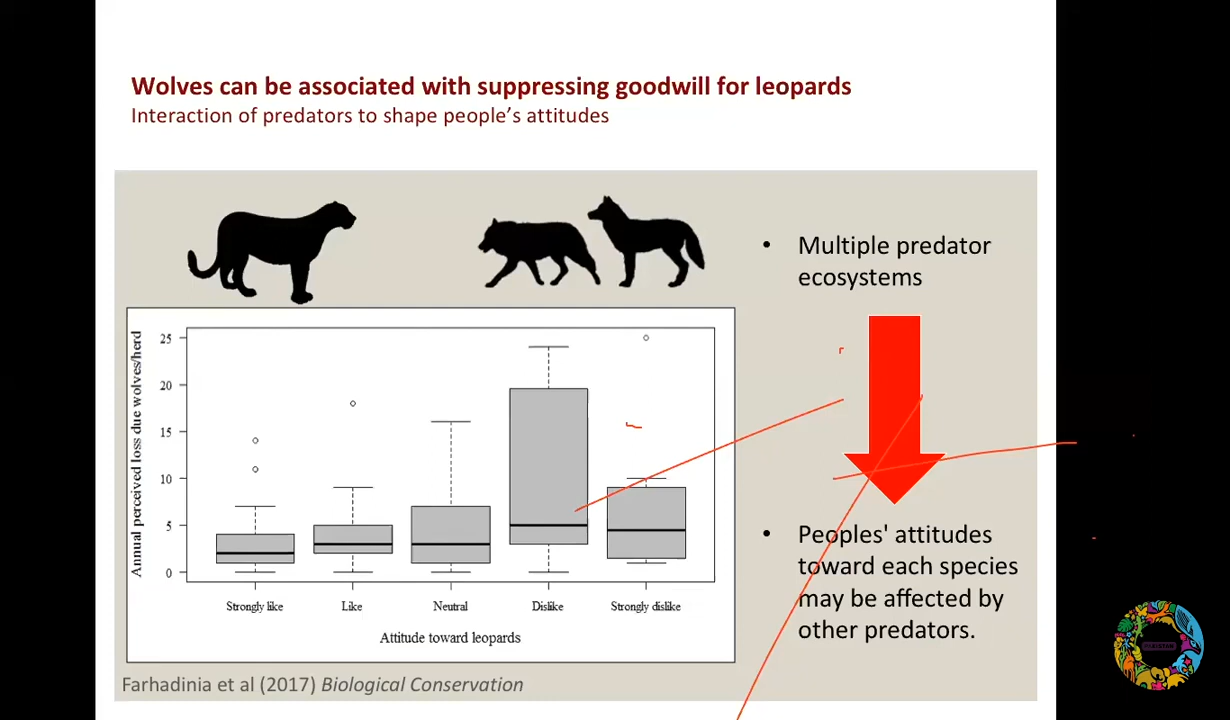 Wolves can be associated with suppressing goodwill for leopards
Interaction of predators to shape people's attitudes
• Multiple predator
ecosystems
Annual perceived loss due wolves/herd
25
20
15
10
5
0
Strongly like
Like
Neutral
Dislike
Strongly dislike
Attitude toward leopards
• Peoples' attitudes
toward each species
may be affected by
other predators.
Farhadinia et al (2017) Biological Conservation